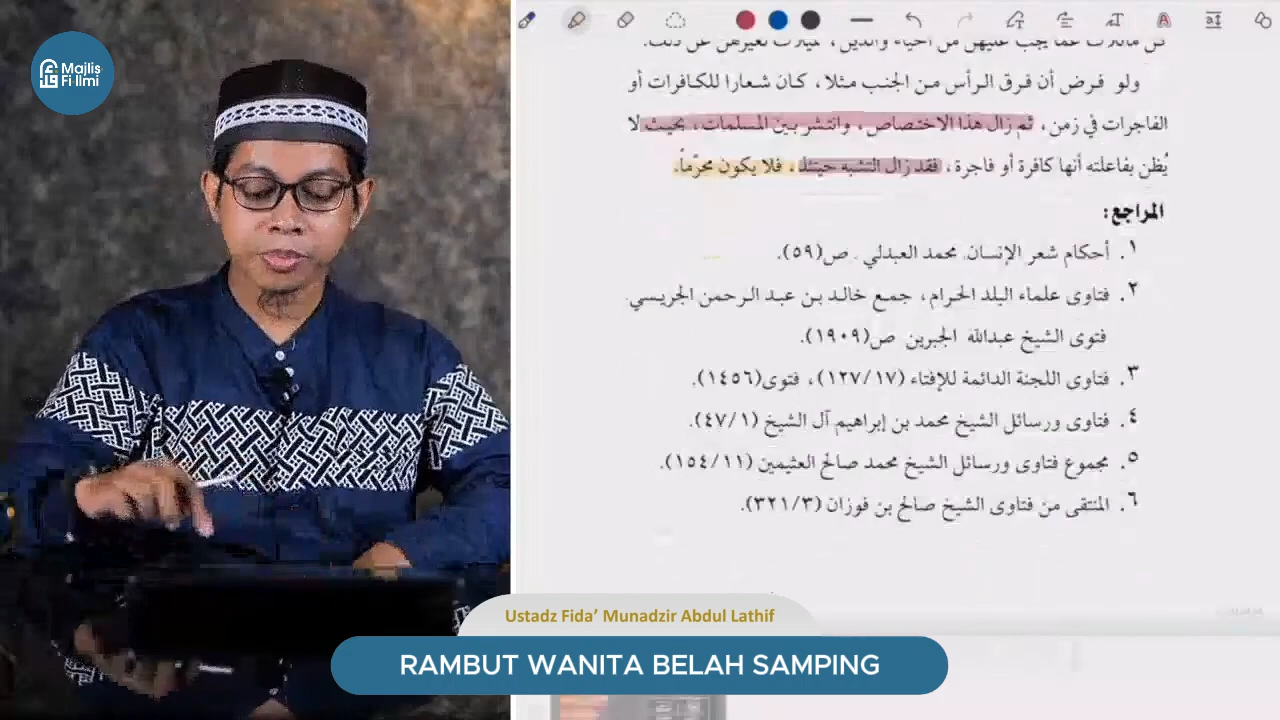 Majlis
Fi Ilmi
ولو فرض أن فرق الرأس من الجنب مثلا، كان شعارا للكافرات أو
الفاجرات في زمن، ثم زال هذا الاختصاص، وانتشر بين المسلمات، بحيث لا
يُظن بفاعلته أنها كافرة أو فاجرة، فقد زال التشبه حينئذ، فلا يكون محرّماً.
المراجع:
١. أحكام شعر الإنسان. محمد العبدلي . ص(٥٩).
٢. فتاوى علماء البلد الحرام، جمع خالد بن عبد الرحمن الجريسي
فتوى الشيخ عبدالله الجبرين ص(١٩٠٩).
٣. فتاوى اللجنة الدائمة للإفتاء (١٢٧/١٧)، فتوى(١٤٥٦).
٤. فتاوى ورسائل الشيخ محمد بن إبراهيم آل الشيخ (٤٧/١).
٥. مجموع فتاوى ورسائل الشيخ محمد صالح العثيمين (١٥٤/١١).
٦. المنتقى من فتاوى الشيخ صالح بن فوزان (٣٢١/٣).
Ustadz Fida’ Munadzir Abdul Lathif
RAMBUT WANITA BELAH SAMPING